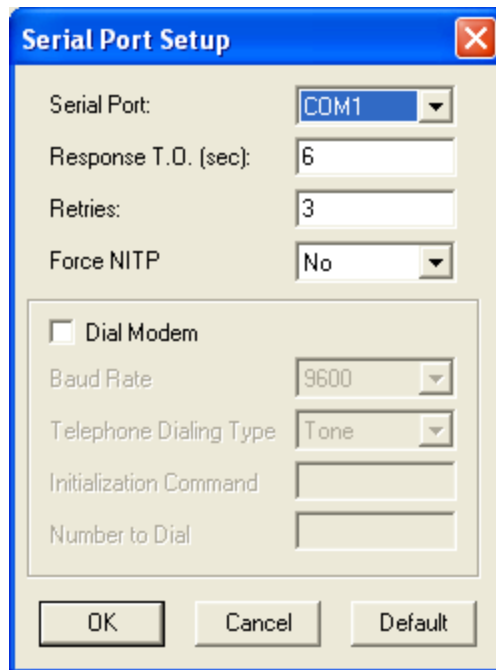 Serial Port Setup
Serial Port: COM1
Response T.O. (sec): 6
Retries: 3
Force NITP No
Dial Modem
Baud Rate 9600
Telephone Dialing Type Tone
Initialization Command
Number to Dial
OK Cancel Default